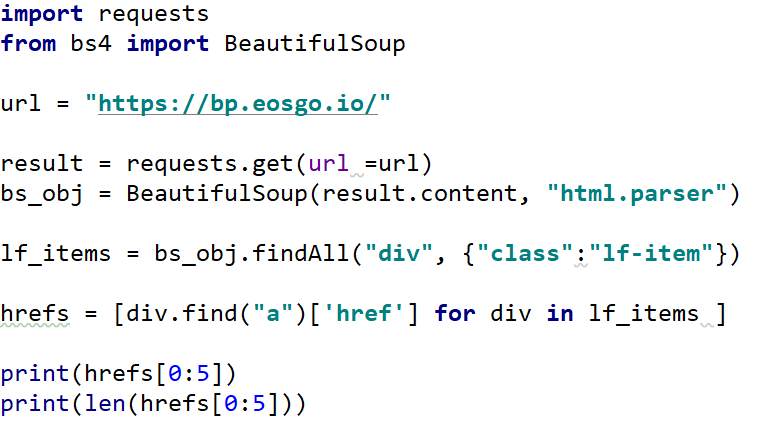 import requests
from bs4 import BeautifulSoup
url = "https://bp.eosgo.io/"
result = requests.get(url =url)
bs_obj = BeautifulSoup(result.content, "html.parser")
lf_items = bs_obj.findAll("div", {"class":"lf-item"})
hrefs = [div.find("a")['href'] for div in lf_items ]
print(hrefs[0:5])
print(len(hrefs[0:5]))